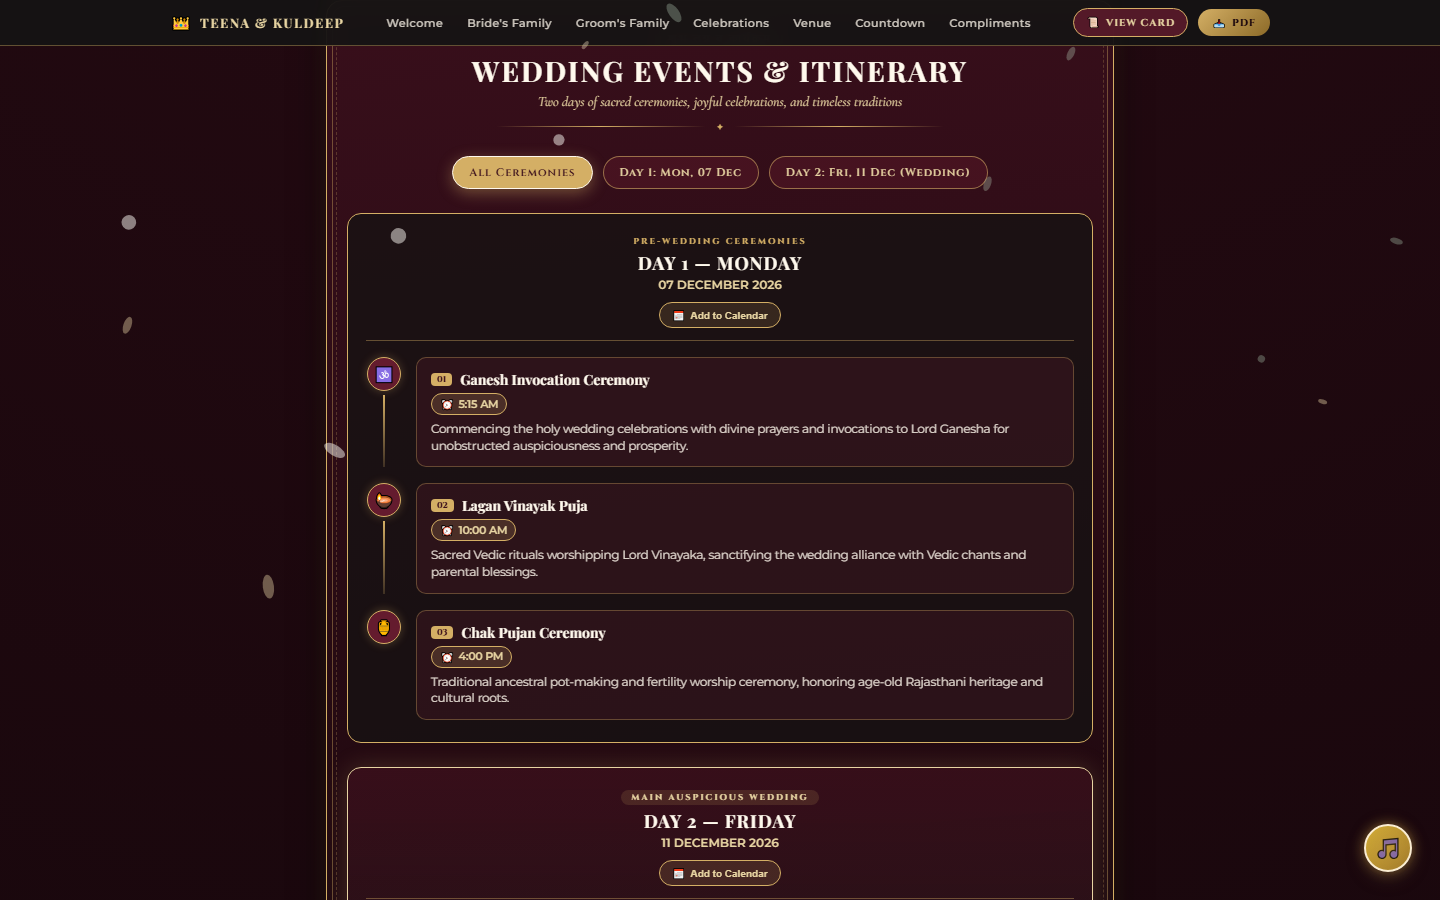 TEENA & KULDEEP
Welcome
Bride's Family
Groom's Family
Celebrations
Venue
Countdown
Compliments
VIEW CARD
PDF
WEDDING EVENTS & ITINERARY
Two days of sacred ceremonies, joyful celebrations, and timeless traditions
All Ceremonies
Day 1: Mon, 07 Dec
Day 2: Fri, 11 Dec (Wedding)
PRE-WEDDING CEREMONIES
DAY 1 — MONDAY
07 DECEMBER 2026
Add to Calendar
01 Ganesh Invocation Ceremony
5:15 AM
Commencing the holy wedding celebrations with divine prayers and invocations to Lord Ganesha for
unobstructed auspiciousness and prosperity.
02 Lagan Vinayak Puja
10:00 AM
Sacred Vedic rituals worshipping Lord Vinayaka, sanctifying the wedding alliance with Vedic chants and
parental blessings.
03 Chak Pujan Ceremony
4:00 PM
Traditional ancestral pot-making and fertility worship ceremony, honoring age-old Rajasthani heritage and
cultural roots.
MAIN AUSPICIOUS WEDDING
DAY 2 — FRIDAY
11 DECEMBER 2026
Add to Calendar